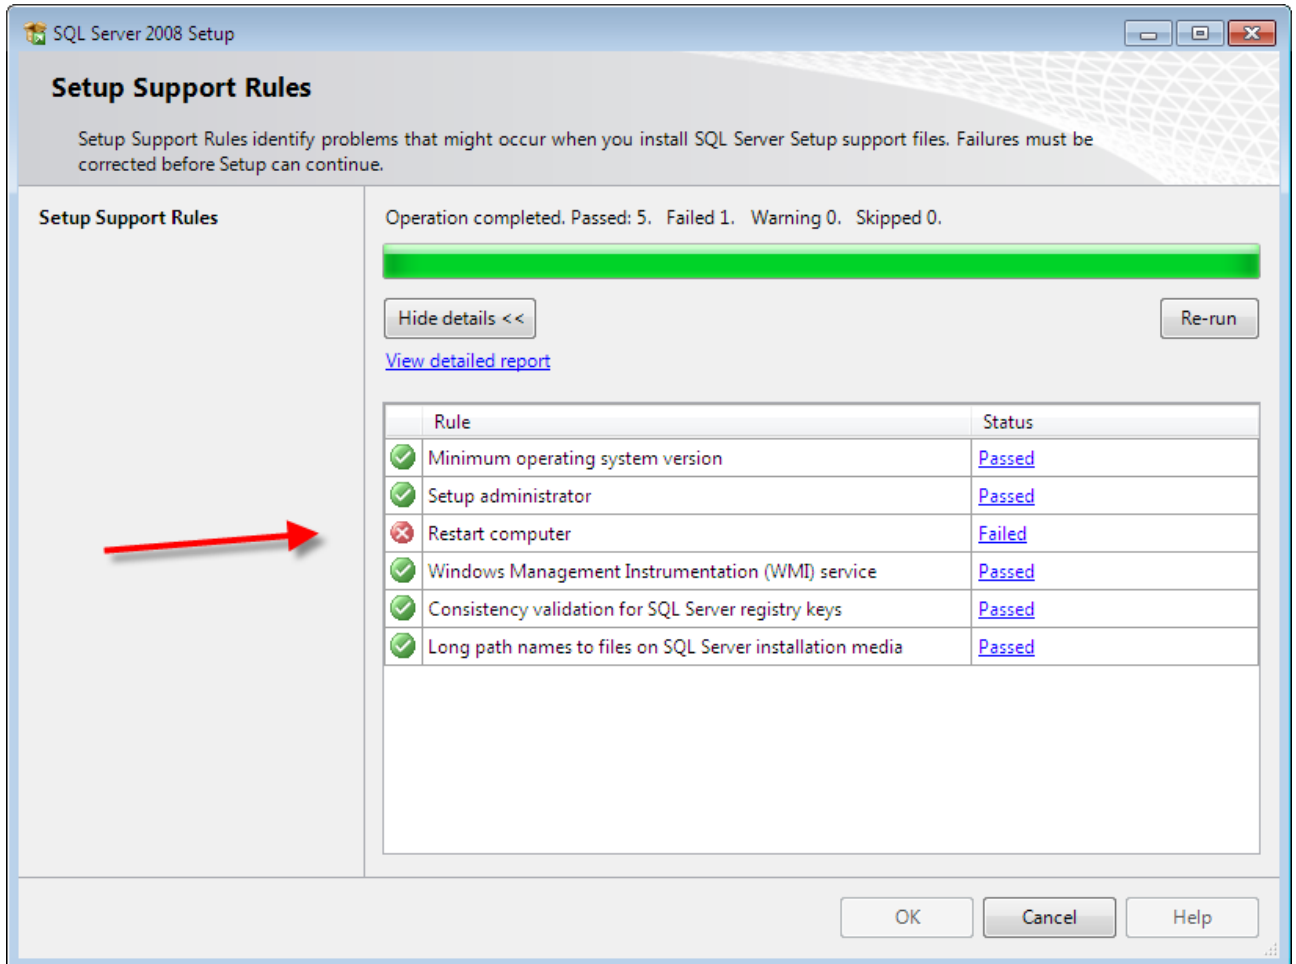 SQL Server 2008 Setup
Setup Support Rules
Setup Support Rules identify problems that might occur when you install SQL Server Setup support files. Failures must be
corrected before Setup can continue.
Setup Support Rules
Operation completed. Passed: 5. Failed 1. Warning 0. Skipped 0.
Hide details <<
Re-run
View detailed report
Rule Status
Minimum operating system version Passed
Setup administrator Passed
Restart computer Failed
Windows Management Instrumentation (WMI) service Passed
Consistency validation for SQL Server registry keys Passed
Long path names to files on SQL Server installation media Passed
OK Cancel Help